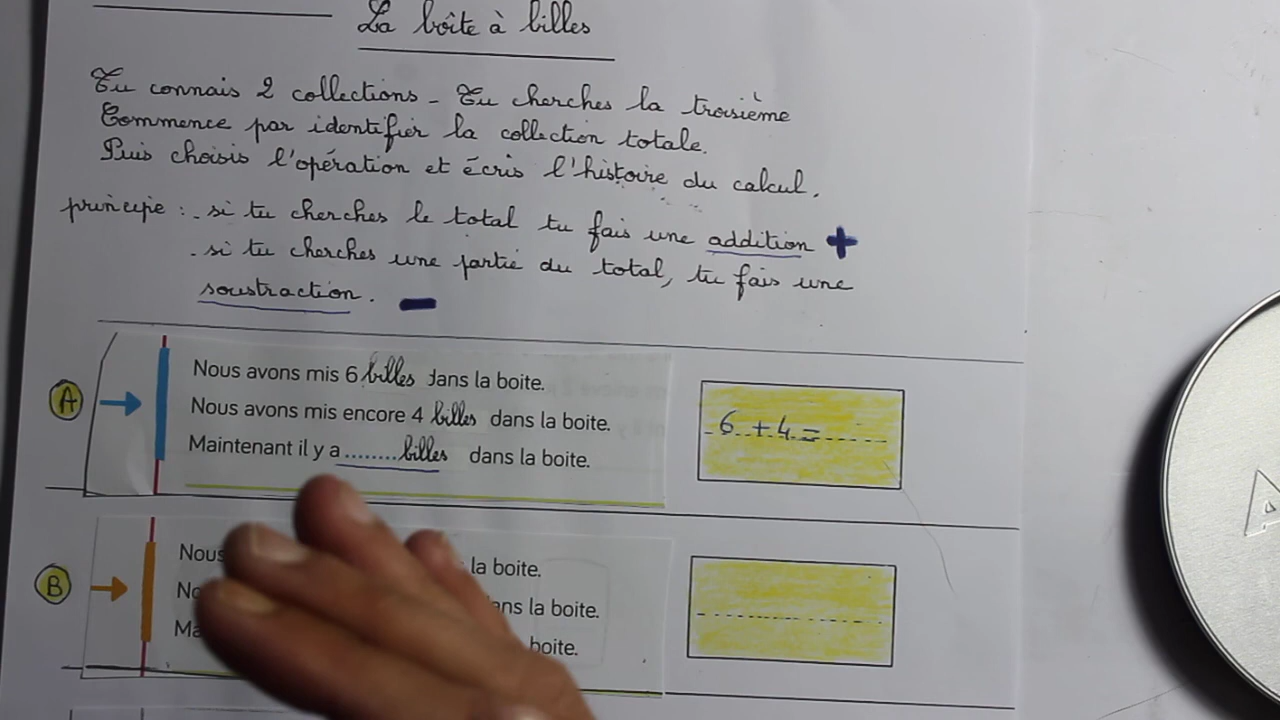 La boîte à billes
Tu connais 2 collections - Tu cherches la troisième
Commence par identifier la collection totale.
Puis choisis l'opération et écris l'histoire du calcul.
principe : - si tu cherches le total tu fais une addition +
- si tu cherches une partie du total, tu fais une
soustraction. -
A
Nous avons mis 6 billes dans la boite.
Nous avons mis encore 4 billes dans la boite.
Maintenant il y a ........ billes dans la boite.
6 + 4 =
B
Nous la boite.
dans la boite.
boite.
A